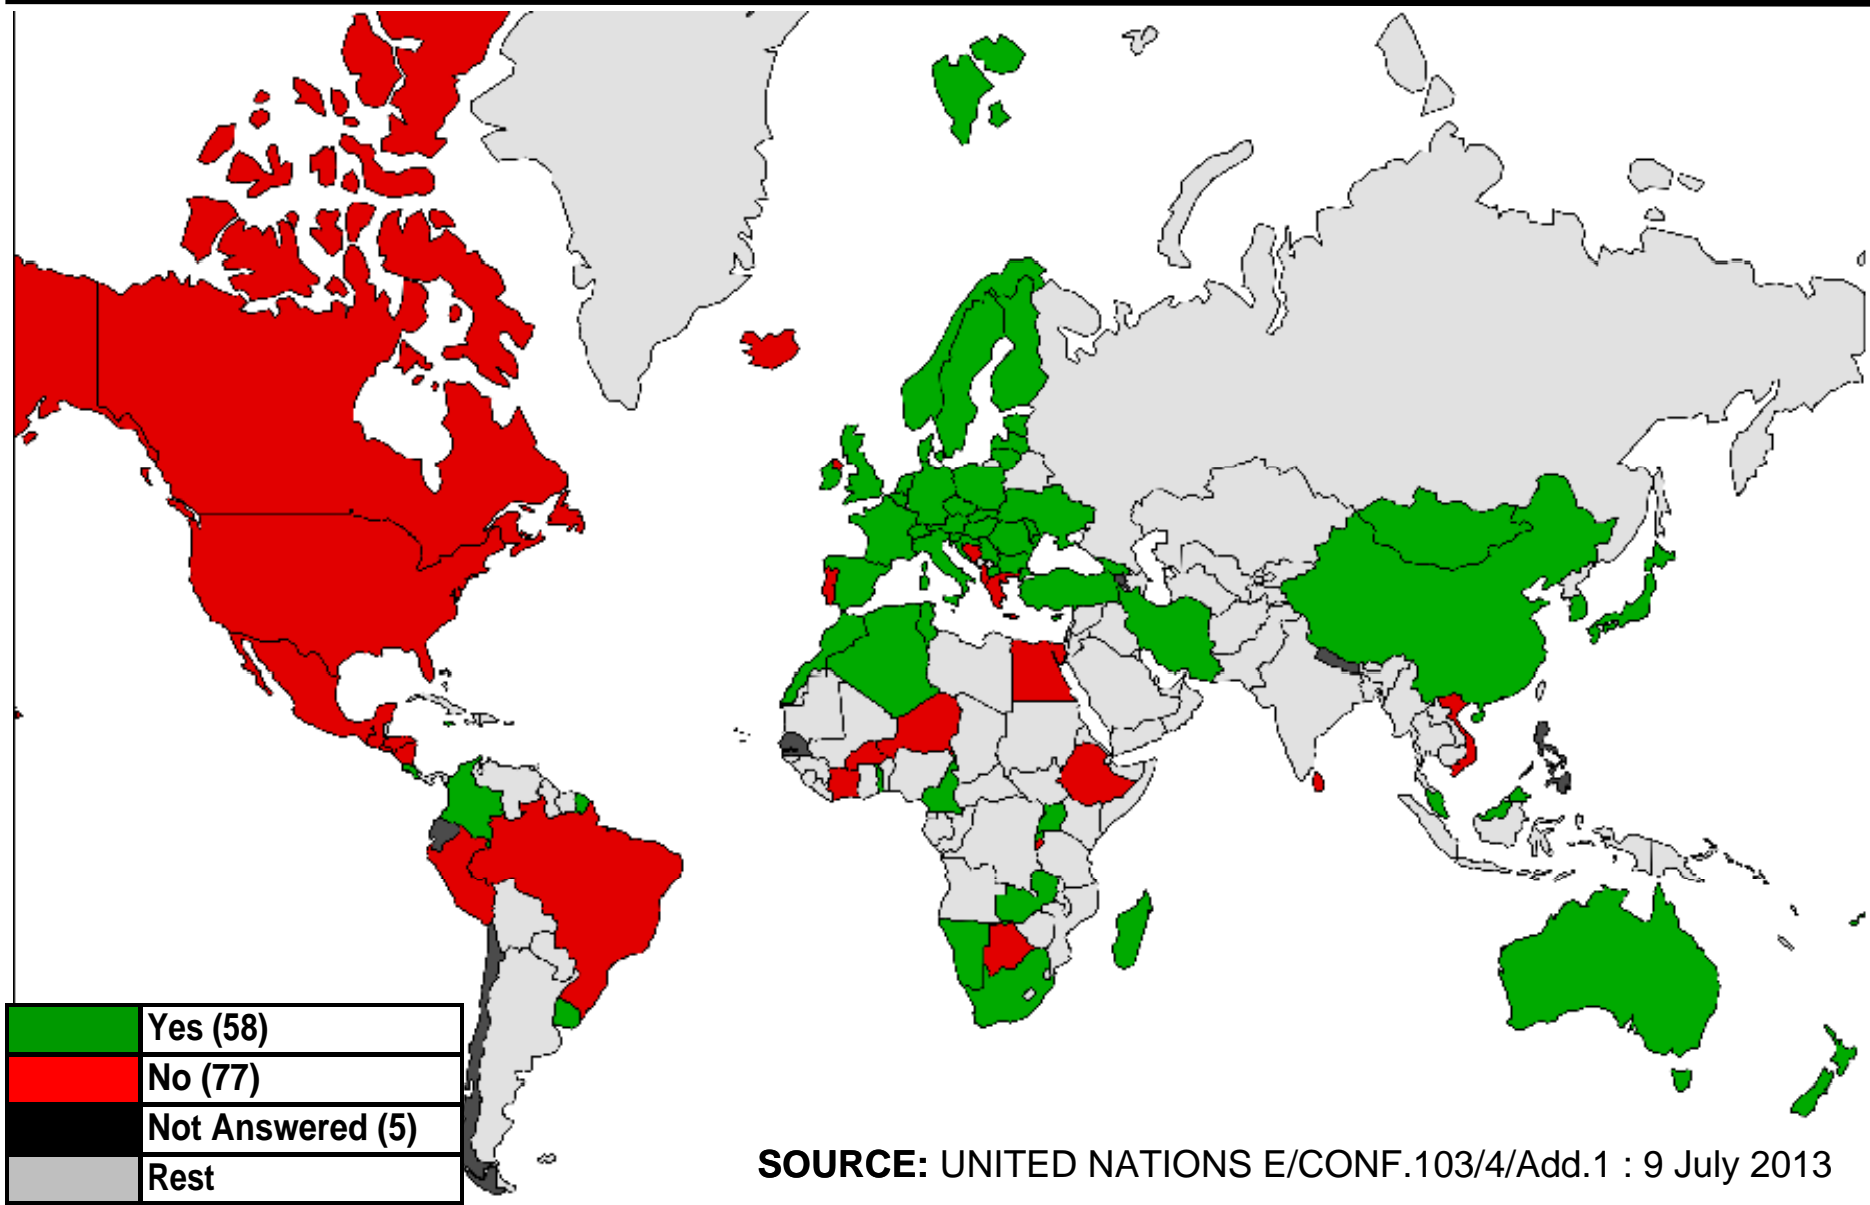 Yes (58)
No (77)
Not Answered (5)
Rest
SOURCE: UNITED NATIONS E/CONF.103/4/Add.1 : 9 July 2013